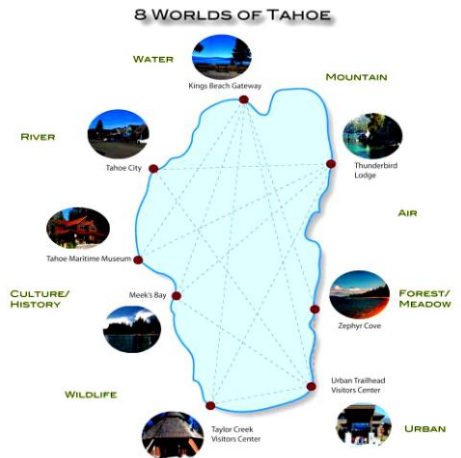 8 WORLDS OF TAHOE
WATER
Kings Beach Gateway
MOUNTAIN
RIVER
Tahoe City
Thunderbird
Lodge
AIR
Tahoe Maritime Museum
CULTURE/
HISTORY
Meek's Bay
FOREST/
MEADOW
Zephyr Cove
WILDLIFE
Urban Trailhead
Visitors Center
Taylor Creek
Visitors Center
URBAN